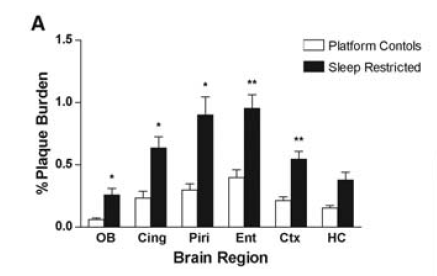 A
1.5
1.0
0.5
0.0
%Plaque Burden
Platform Contols
Sleep Restricted
*
*
*
**
**
OB Cing Piri Ent Ctx HC
Brain Region